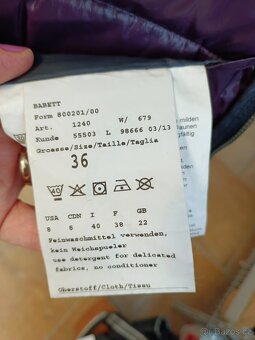 BABETT
Form 800201/00
Art. 1240 W/ 679
Kunde 55503 L 98666 03/13
Groesse/Size/Taille/Taglia
36
40
USA CDN I F GB
8 8 40 38 22
Feinwaschmittel verwenden,
kein Weichspueler
use detergent for delicated
fabrics, no conditioner
Oberstoff/Cloth/Tissu
milden